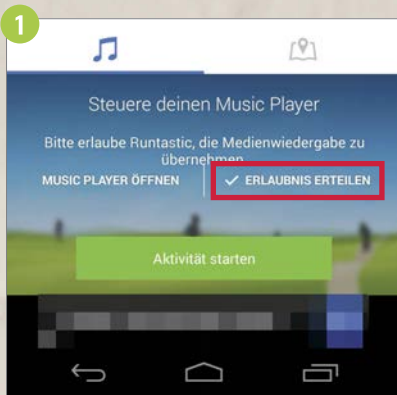 1
Steuere deinen Music Player
Bitte erlaube Runtastic, die Medienwiedergabe zu
übernehmen
MUSIC PLAYER ÖFFNEN
✓ ERLAUBNIS ERTEILEN
Aktivität starten